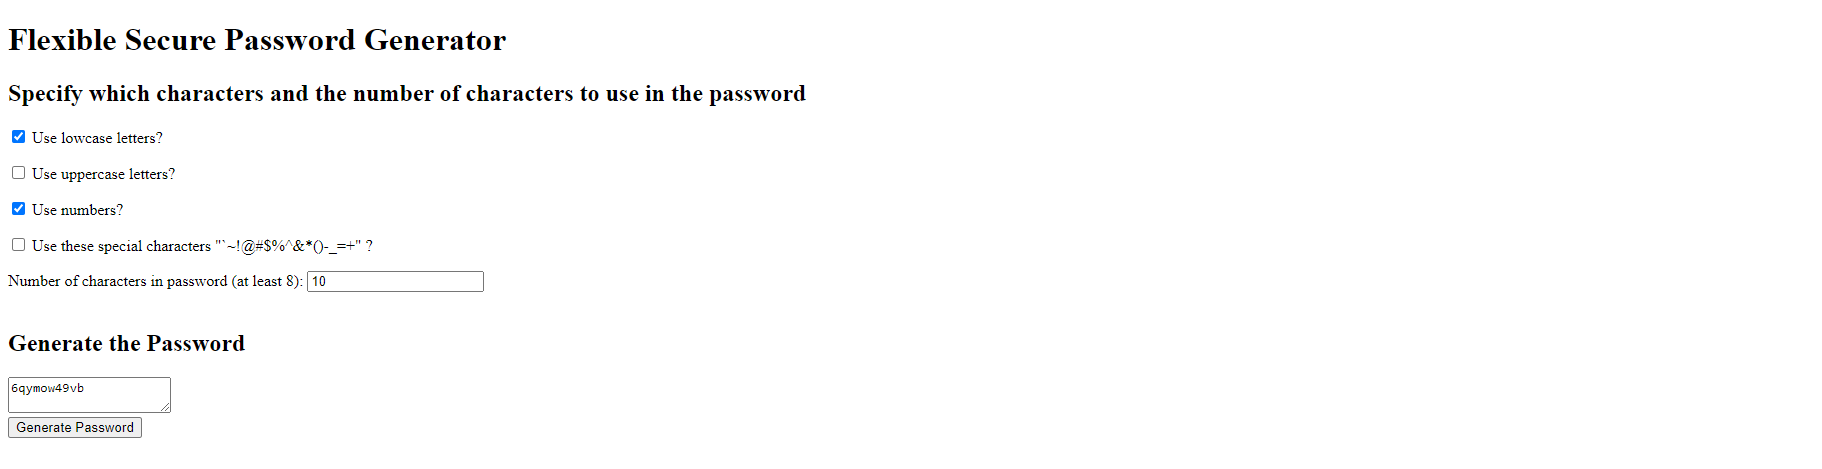 Flexible Secure Password Generator
Specify which characters and the number of characters to use in the password
Use lowcase letters?
Use uppercase letters?
Use numbers?
Use these special characters "`~!@#$%^&*()-_=+" ?
Number of characters in password (at least 8): 10
Generate the Password
6qymow49vb
Generate Password